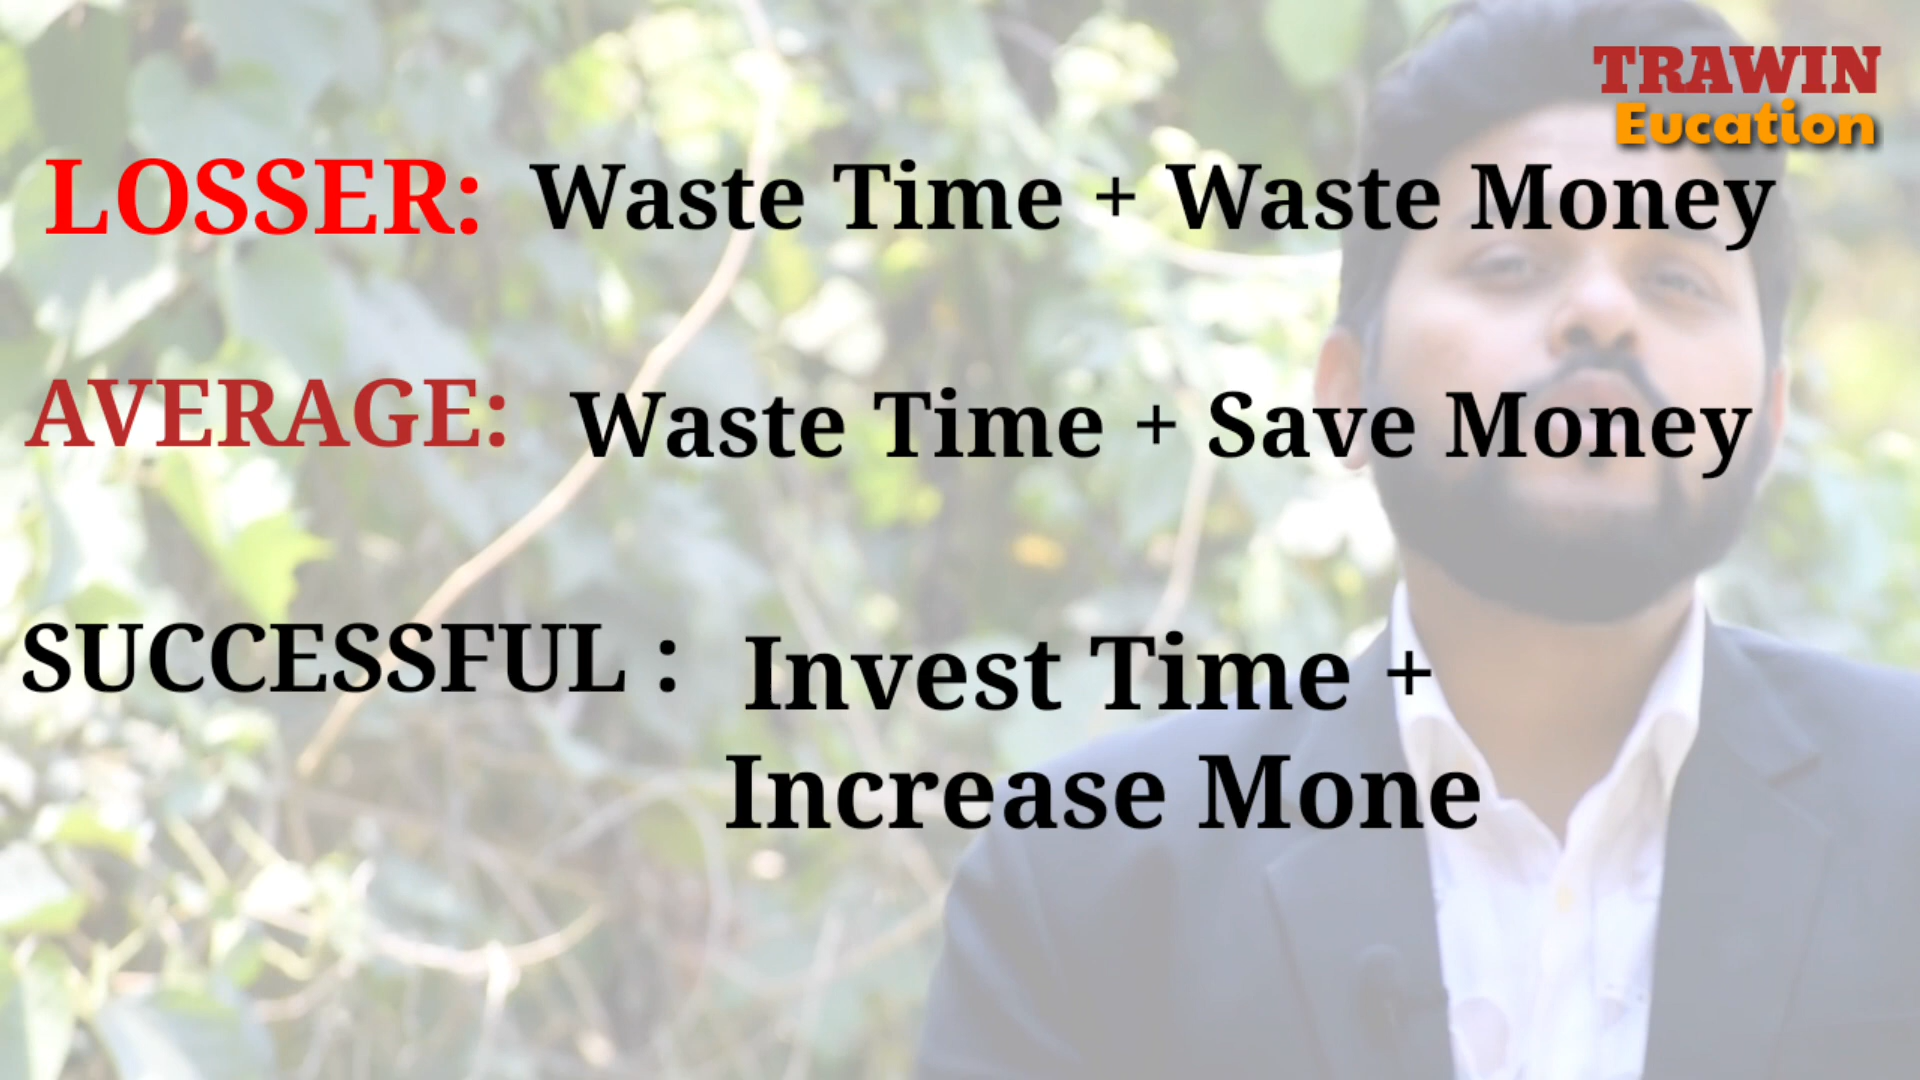 TRAWIN
Eucation
LOSSER: Waste Time + Waste Money
AVERAGE: Waste Time + Save Money
SUCCESSFUL : Invest Time +
Increase Mone